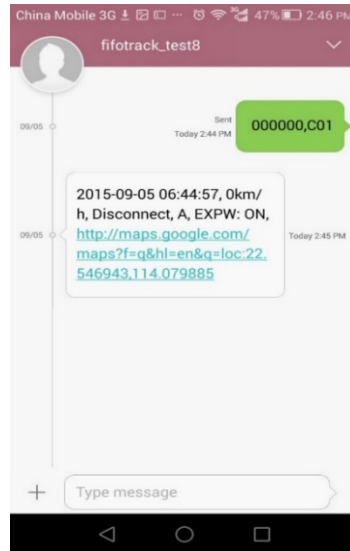 China Mobile 3G ... 3G 47% 2:46 PM
fifotrack_test8
09/05
Sent
Today 2:44 PM
000000,C01
2015-09-05 06:44:57, 0km/
h, Disconnect, A, EXPW: ON,
http://maps.google.com/
maps?f=q&hl=en&q=loc:22.
546943,114.079885
09/05
Today 2:45 PM
Type message